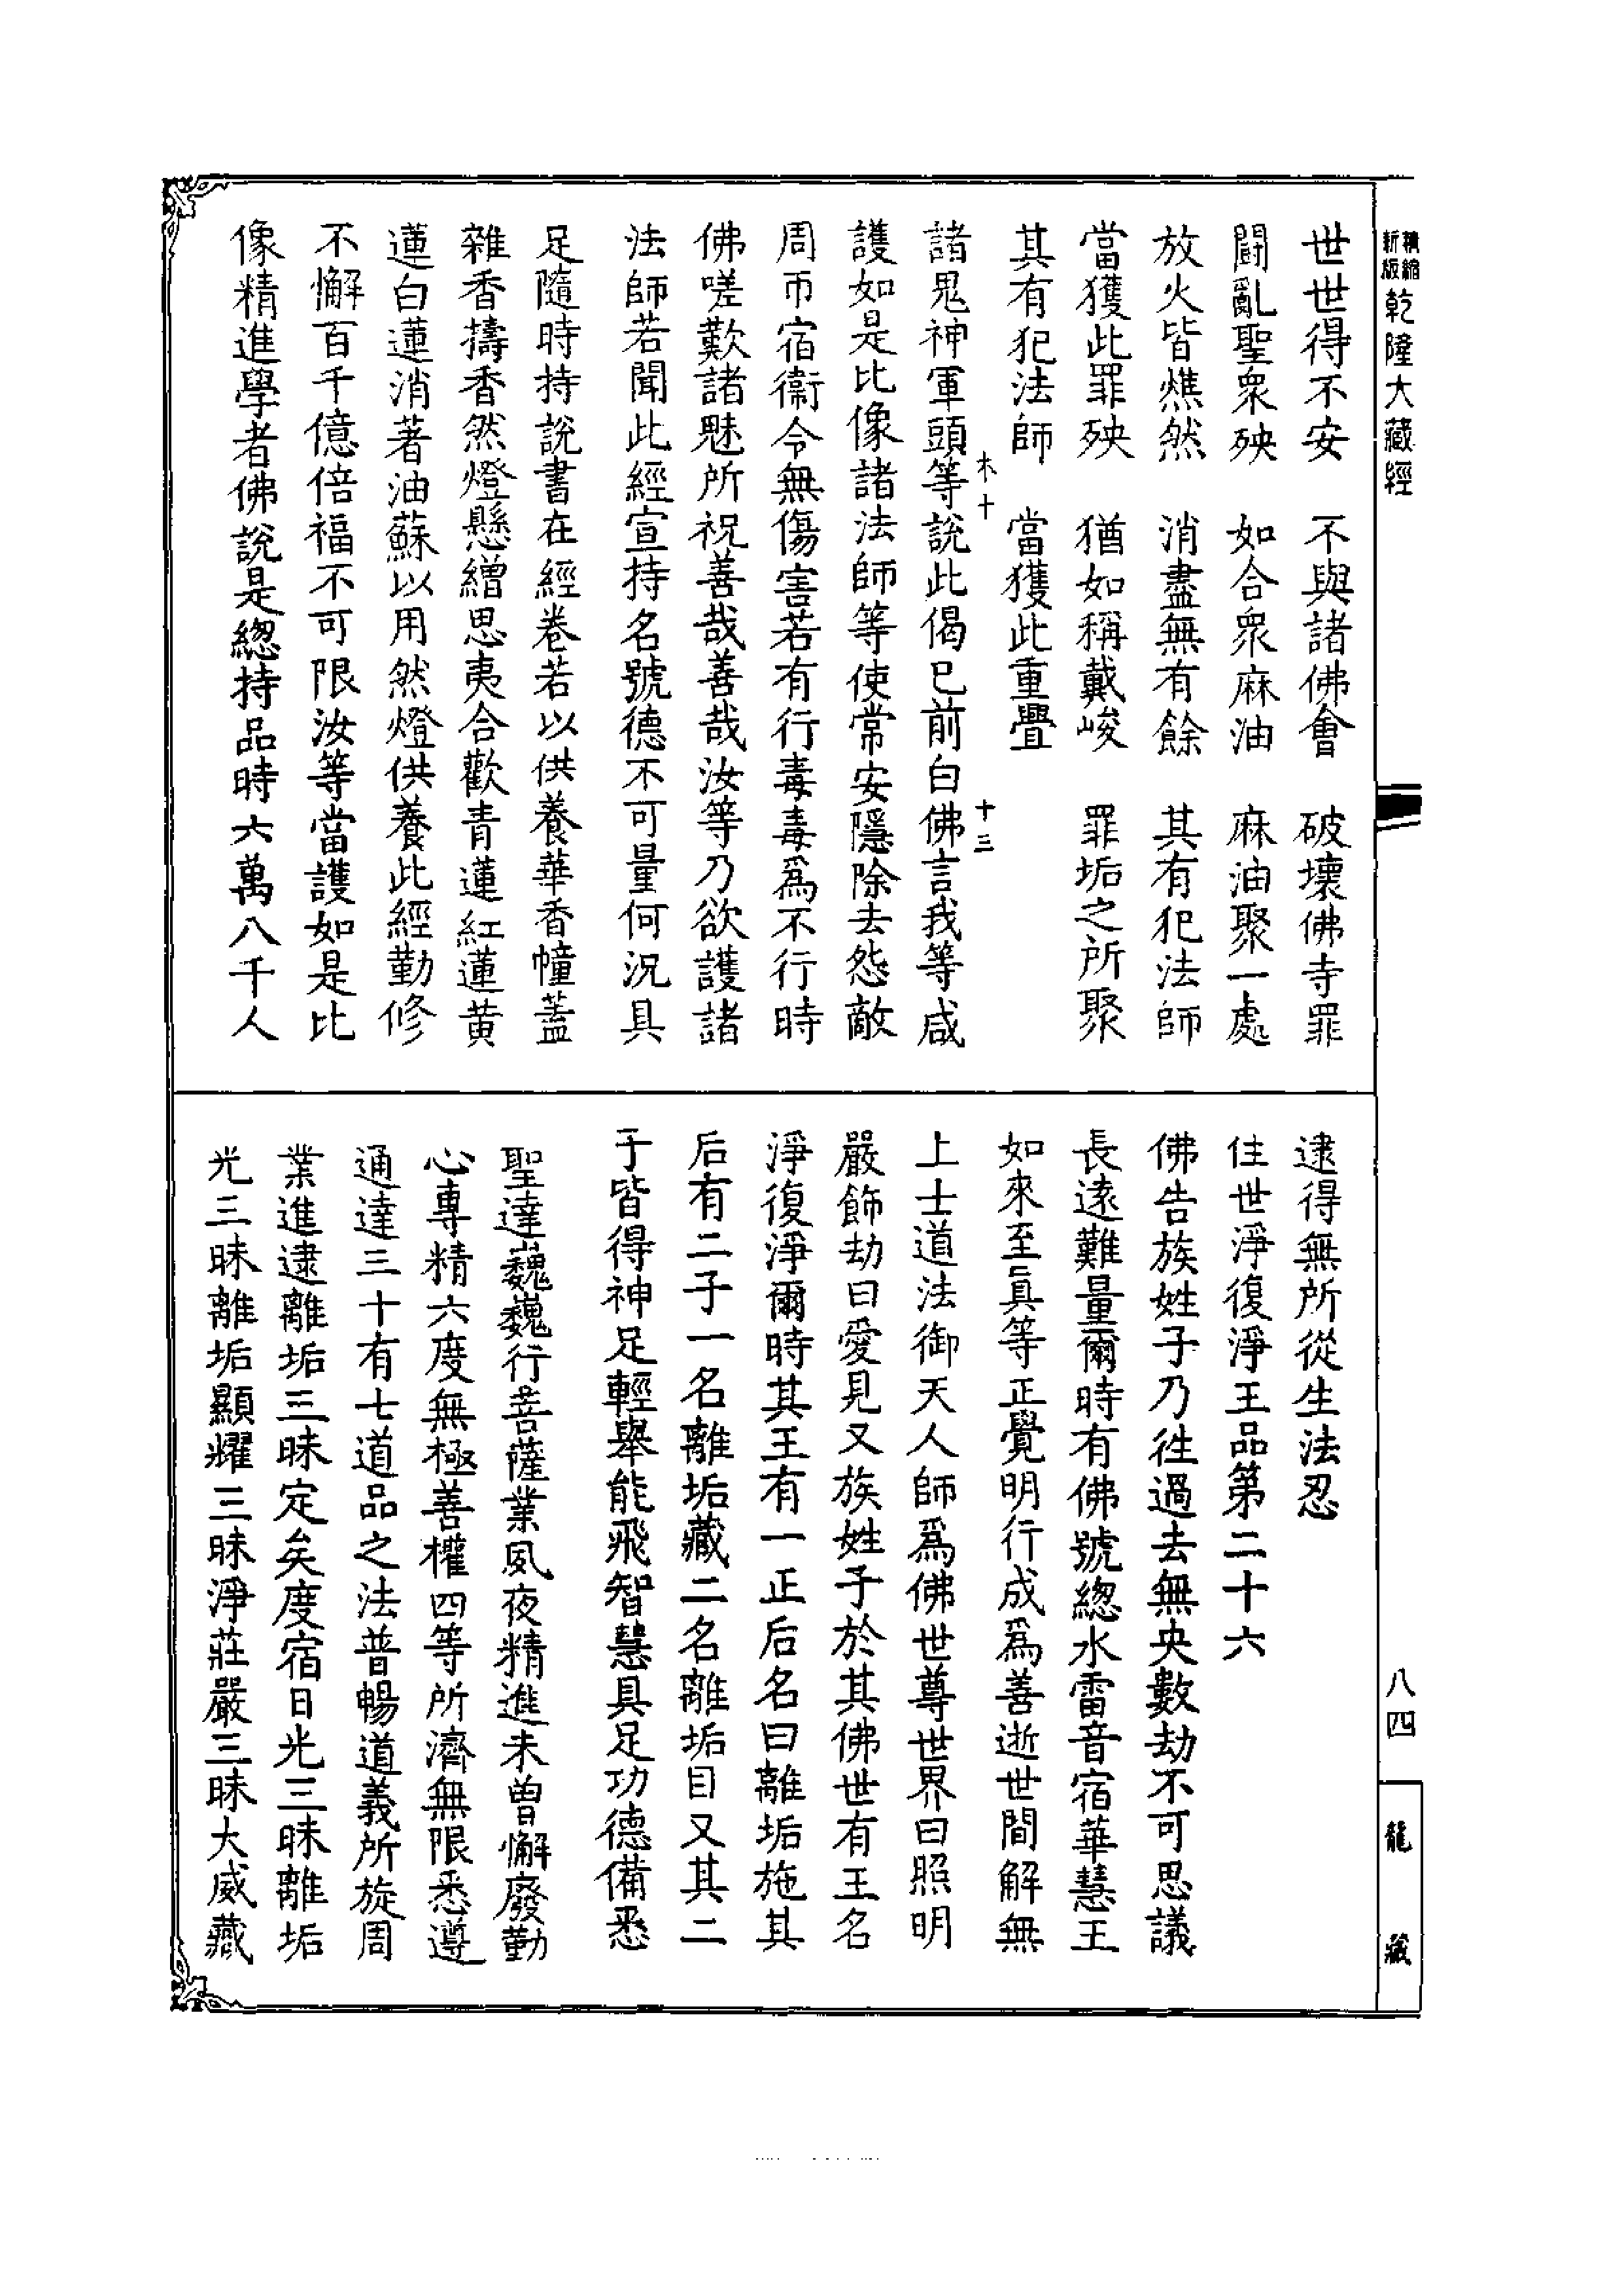 精縮
新版
乾隆大藏經
世世得不安　不與諸佛會　破壞佛寺罪
鬬亂聖衆殃　如合衆麻油　麻油聚一處
放火皆燋然　消盡無有餘　其有犯法師
當獲此罪殃　猶如稱戴峻　罪垢之所聚
其有犯法師　當獲此重疊
木十　十三
諸鬼神軍頭等說此偈已前白佛言我等咸
護如是比像諸法師等使常安隱除去怨敵
周帀宿衞令無傷害若有行毒毒爲不行時
佛嗟歎諸魅所祝善哉善哉汝等乃欲護諸
法師若聞此經宣持名號德不可量何況具
足隨時持說書在經卷若以供養華香幢蓋
雜香擣香然燈懸繒思夷合歡青蓮紅蓮黄
蓮白蓮消著油蘇以用然燈供養此經勤修
不懈百千億倍福不可限汝等當護如是比
像精進學者佛說是緫持品時六萬八千人
逮得無所從生法忍
住世淨復淨王品第二十六
佛告族姓子乃徃過去無央數劫不可思議
長遠難量爾時有佛號緫水雷音宿華慧王
如來至眞等正覺明行成爲善逝世間解無
上士道法御天人師爲佛世尊世界曰照明
嚴飾劫曰愛見又族姓子於其佛世有王名
淨復淨爾時其王有一正后名曰離垢施其
后有二子一名離垢藏二名離垢目又其二
子皆得神足輕舉能飛智慧具足功德備悉
聖達巍巍行菩薩業夙夜精進未曾懈廢勤
心專精六度無極善權四等所濟無限悉遵
通達三十有七道品之法普暢道義所旋周
業進逮離垢三昧定矣度宿日光三昧離垢
光三昧離垢顯燿三昧淨莊嚴三昧大威藏
八四
龍藏